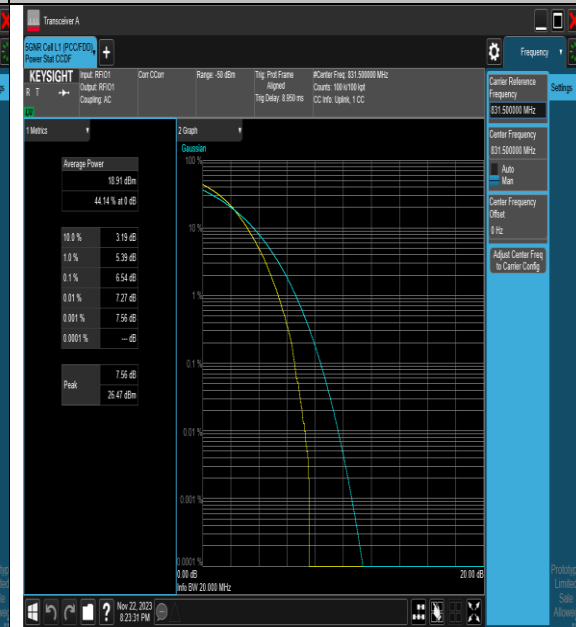 Transceiver A
5GNR Cell L1 (PCC/FDD)
Power Stat CCDF
+
Frequency
KEYSIGHT
R T
Input: RFIO1
Output: RFIO1
Coupling: AC
Corr CCorr
Range: -50 dBm
Trig: Prot Frame
Aligned
Trig Delay: 8.950 ms
#Center Freq: 831.500000 MHz
Counts: 100 k/100 kpt
CC Info: Uplink, 1 CC
Carrier Reference
Frequency
831.500000 MHz
Settings
Center Frequency
831.500000 MHz
Auto
Man
Center Frequency
Offset
0 Hz
Adjust Center Freq
to Carrier Config
1 Metrics
Average Power
18.91 dBm
44.14 % at 0 dB
10.0 % 3.19 dB
1.0 % 5.39 dB
0.1 % 6.54 dB
0.01 % 7.27 dB
0.001 % 7.56 dB
0.0001 % --- dB
Peak
7.56 dB
26.47 dBm
2 Graph
Gaussian
100 %
10 %
1 %
0.1 %
0.01 %
0.001 %
0.0001 %
0.00 dB
20.00 dB
Info BW 20.000 MHz
Nov 22, 2023
8:23:31 PM
?